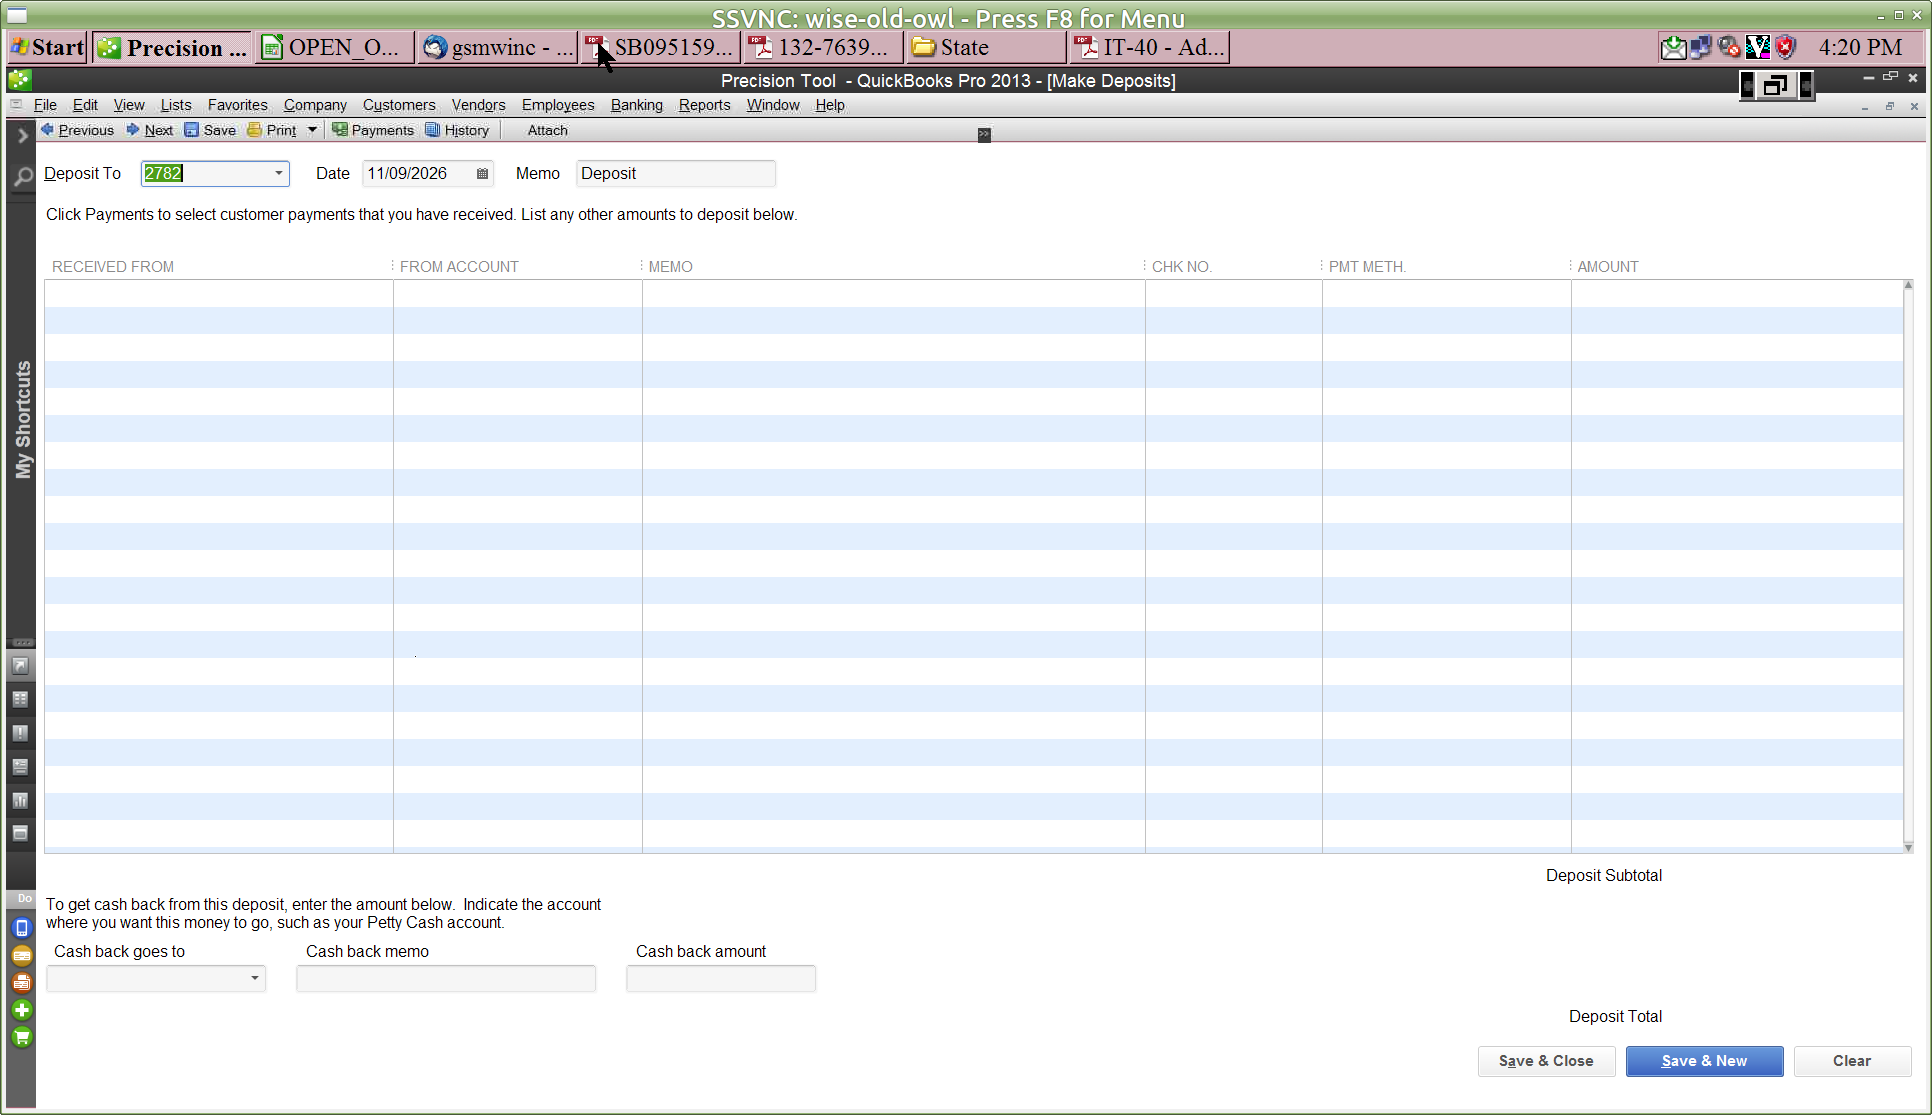 SSVNC: wise-old-owl - Press F8 for Menu
Start Precision ... OPEN_O... gsmwinc - ... SB095159... 132-7639... State IT-40 - Ad... 4:20 PM
Precision Tool - QuickBooks Pro 2013 - [Make Deposits]
File Edit View Lists Favorites Company Customers Vendors Employees Banking Reports Window Help
Previous Next Save Print Payments History Attach
Deposit To 2782 Date 11/09/2026 Memo Deposit
Click Payments to select customer payments that you have received. List any other amounts to deposit below.
RECEIVED FROM FROM ACCOUNT MEMO CHK NO. PMT METH. AMOUNT
My Shortcuts
Deposit Subtotal
Do
To get cash back from this deposit, enter the amount below. Indicate the account
where you want this money to go, such as your Petty Cash account.
Cash back goes to Cash back memo Cash back amount
Deposit Total
Save & Close Save & New Clear